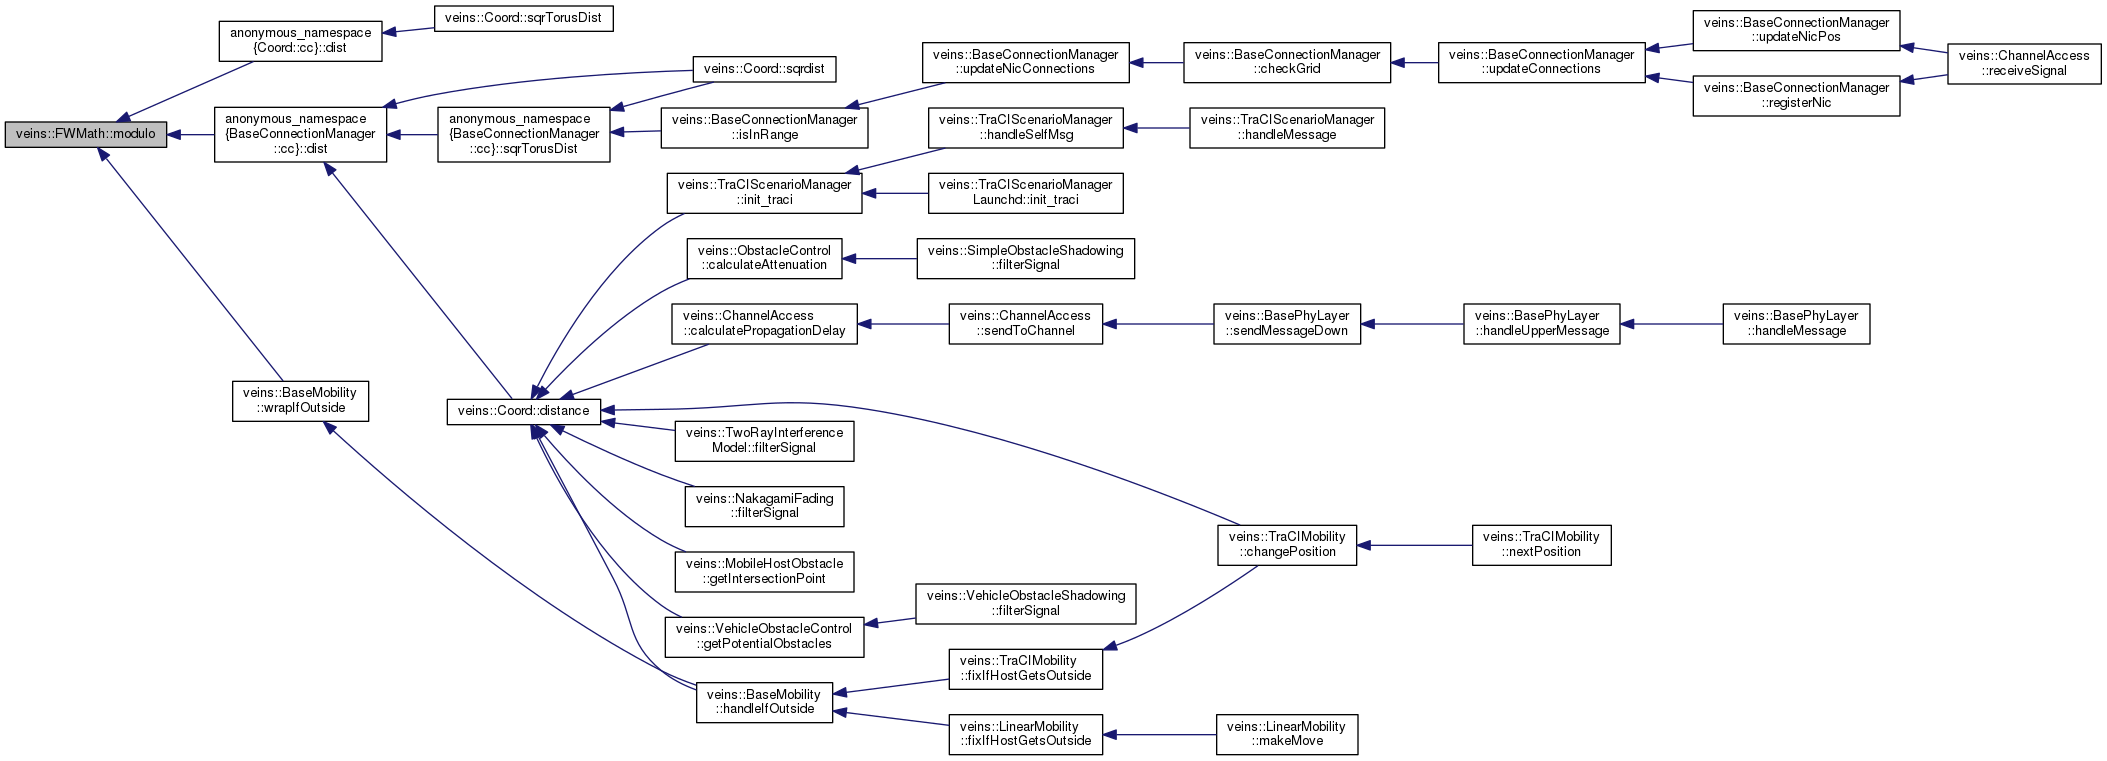 veins::FWMath::modulo
anonymous_namespace
{Coord::cc}::dist
veins::Coord::sqrTorusDist
anonymous_namespace
{BaseConnectionManager
::cc}::dist
veins::Coord::sqrdist
anonymous_namespace
{BaseConnectionManager
::cc}::sqrTorusDist
veins::BaseConnectionManager
::isInRange
veins::BaseConnectionManager
::updateNicConnections
veins::BaseConnectionManager
::checkGrid
veins::BaseConnectionManager
::updateConnections
veins::BaseConnectionManager
::updateNicPos
veins::BaseConnectionManager
::registerNic
veins::ChannelAccess
::receiveSignal
veins::Coord::distance
veins::TraCIScenarioManager
::init_traci
veins::TraCIScenarioManager
::handleSelfMsg
veins::TraCIScenarioManager
::handleMessage
veins::TraCIScenarioManager
Launchd::init_traci
veins::ObstacleControl
::calculateAttenuation
veins::SimpleObstacleShadowing
::filterSignal
veins::ChannelAccess
::calculatePropagationDelay
veins::ChannelAccess
::sendToChannel
veins::BasePhyLayer
::sendMessageDown
veins::BasePhyLayer
::handleUpperMessage
veins::BasePhyLayer
::handleMessage
veins::TwoRayInterference
Model::filterSignal
veins::NakagamiFading
::filterSignal
veins::MobileHostObstacle
::getIntersectionPoint
veins::VehicleObstacleControl
::getPotentialObstacles
veins::VehicleObstacleShadowing
::filterSignal
veins::TraCIMobility
::changePosition
veins::TraCIMobility
::nextPosition
veins::BaseMobility
::wrapIfOutside
veins::BaseMobility
::handleIfOutside
veins::TraCIMobility
::fixIfHostGetsOutside
veins::LinearMobility
::fixIfHostGetsOutside
veins::LinearMobility
::makeMove